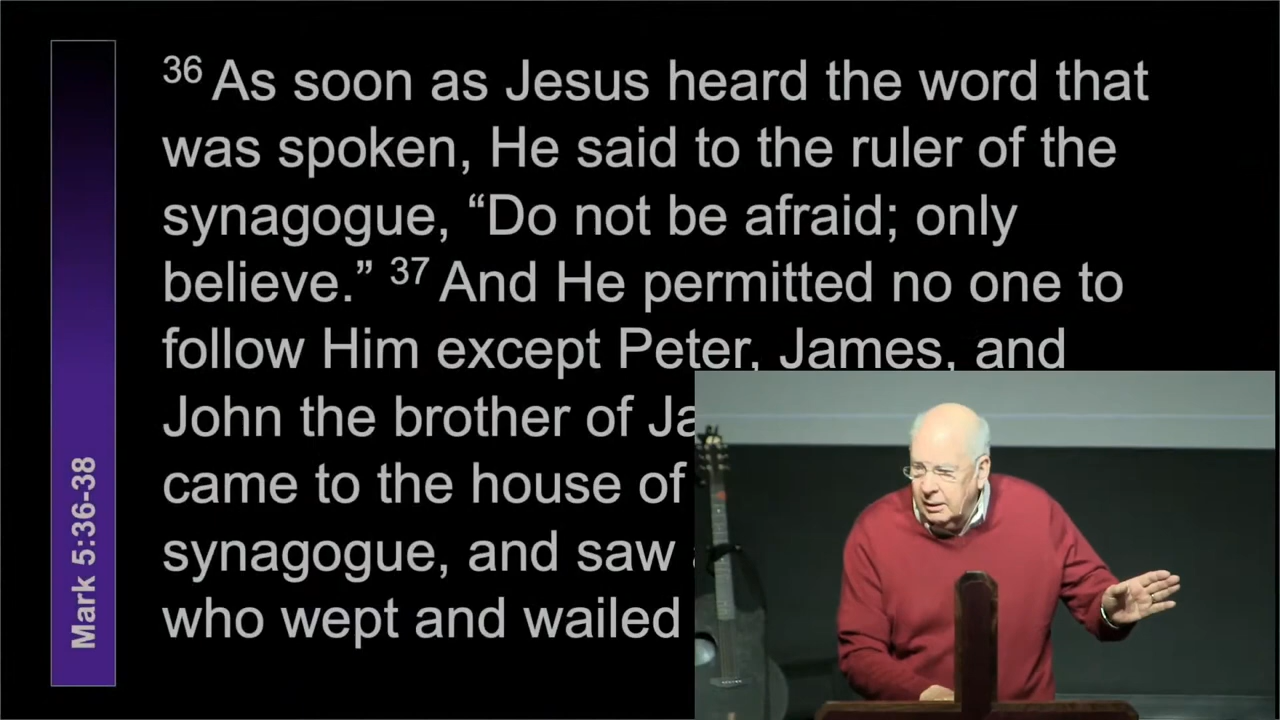 36 As soon as Jesus heard the word that
was spoken, He said to the ruler of the
synagogue, “Do not be afraid; only
believe.” 37 And He permitted no one to
follow Him except Peter, James, and
John the brother of
came to the house of
synagogue, and saw
who wept and wailed
Mark 5:36-38